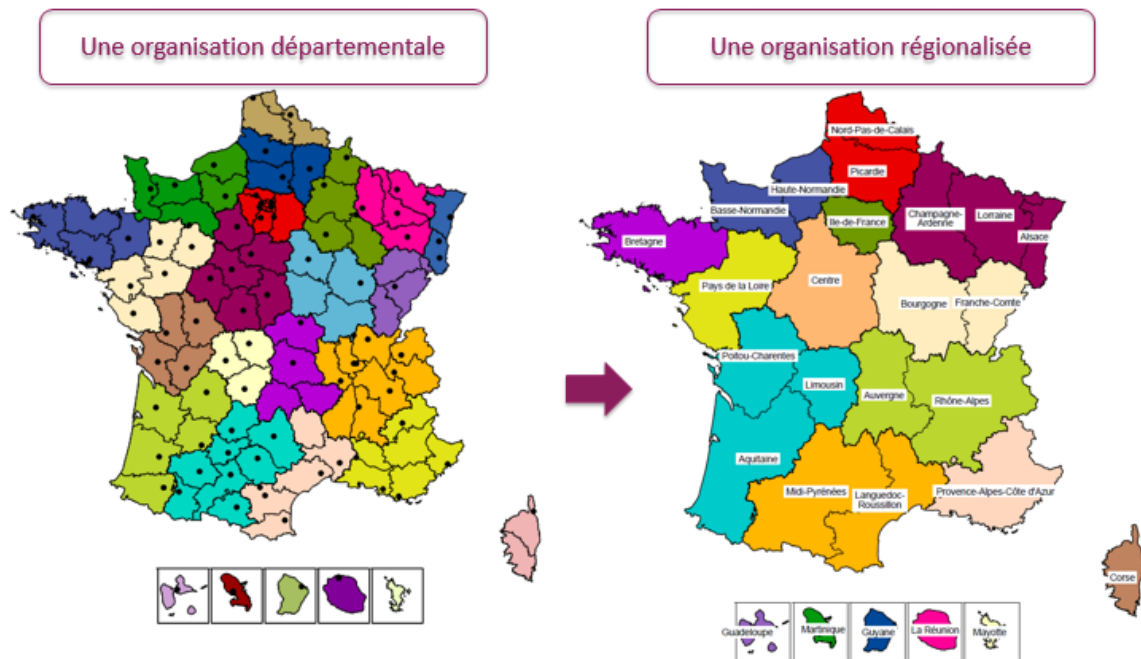 Une organisation départementale
Une organisation régionalisée
Nord-Pas-de-Calais
Picardie
Haute-Normandie
Basse-Normandie
Ile-de-France
Champagne-
Ardenne
Lorraine
Alsace
Bretagne
Pays de la Loire
Centre
Bourgogne
Franche-Comte
Poitou-Charentes
Limousin
Auvergne
Rhône-Alpes
Aquitaine
Midi-Pyrénées
Languedoc-
Roussillon
Provence-Alpes-Côte d'Azur
Corse
Guadeloupe
Martinique
Guyane
La Réunion
Mayotte